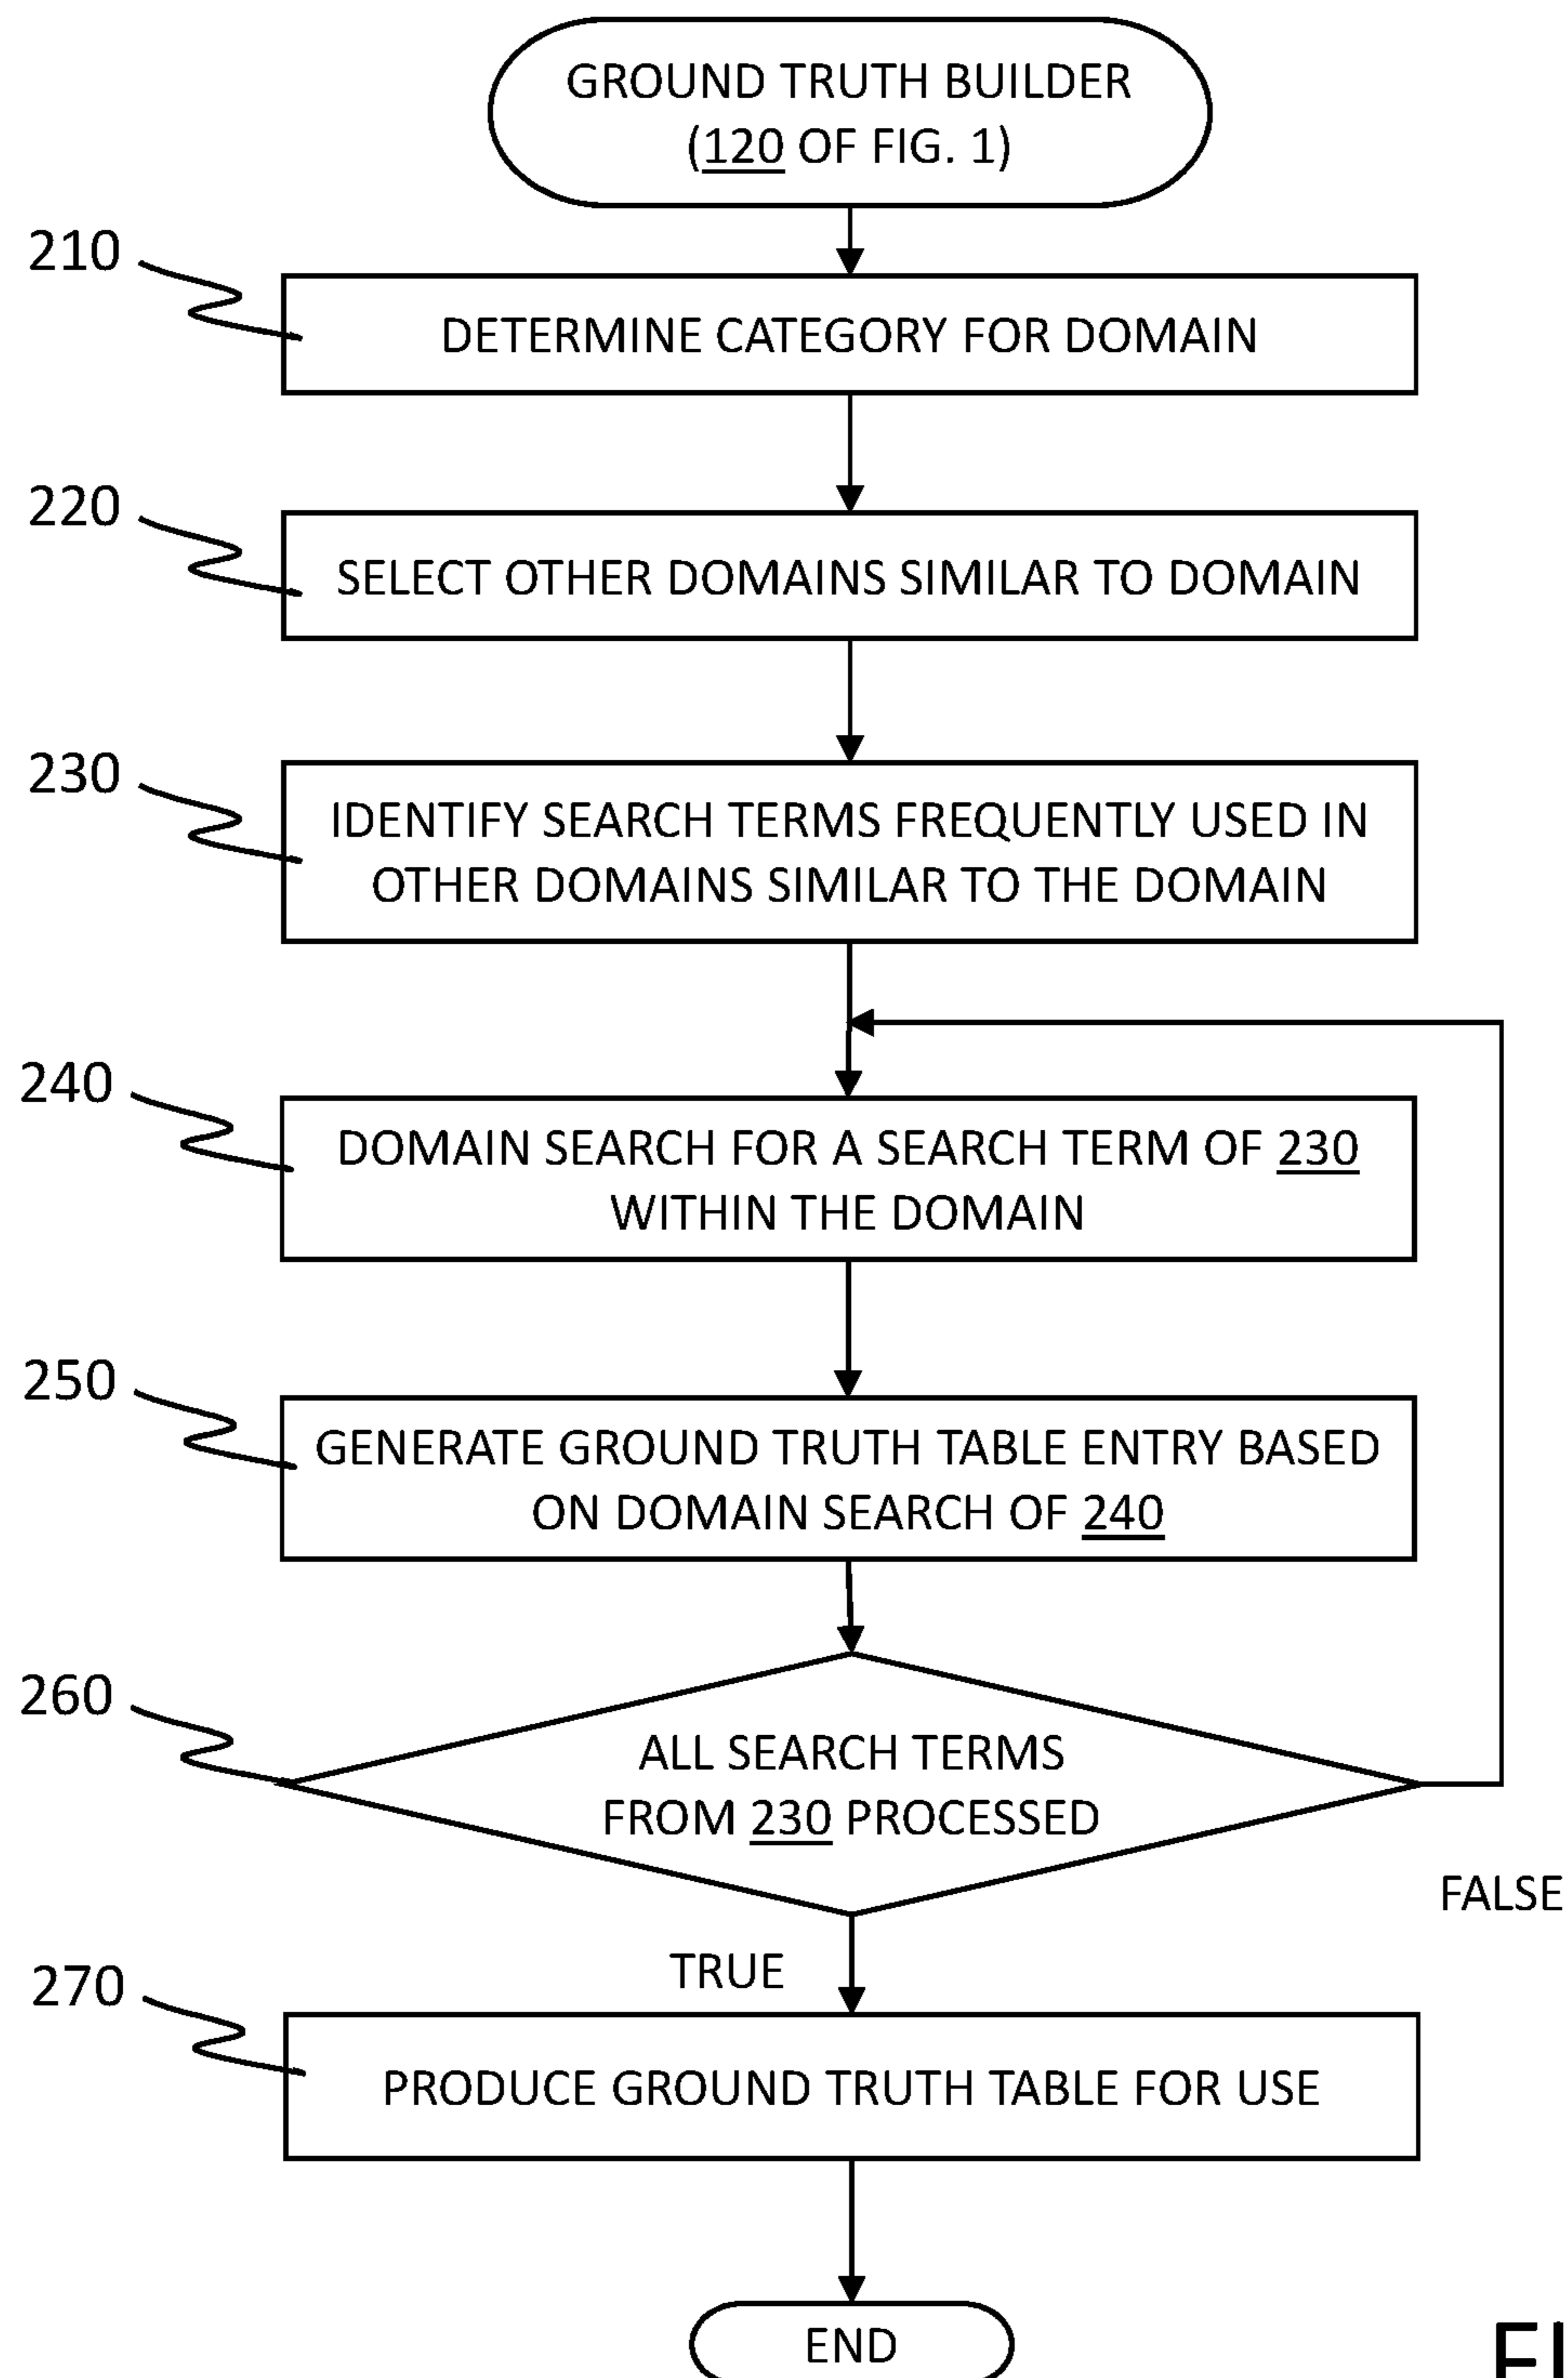 GROUND TRUTH BUILDER
(120 OF FIG. 1)
210
DETERMINE CATEGORY FOR DOMAIN
220
SELECT OTHER DOMAINS SIMILAR TO DOMAIN
230
IDENTIFY SEARCH TERMS FREQUENTLY USED IN
OTHER DOMAINS SIMILAR TO THE DOMAIN
240
DOMAIN SEARCH FOR A SEARCH TERM OF 230
WITHIN THE DOMAIN
250
GENERATE GROUND TRUTH TABLE ENTRY BASED
ON DOMAIN SEARCH OF 240
260
ALL SEARCH TERMS
FROM 230 PROCESSED
FALSE
TRUE
270
PRODUCE GROUND TRUTH TABLE FOR USE
END